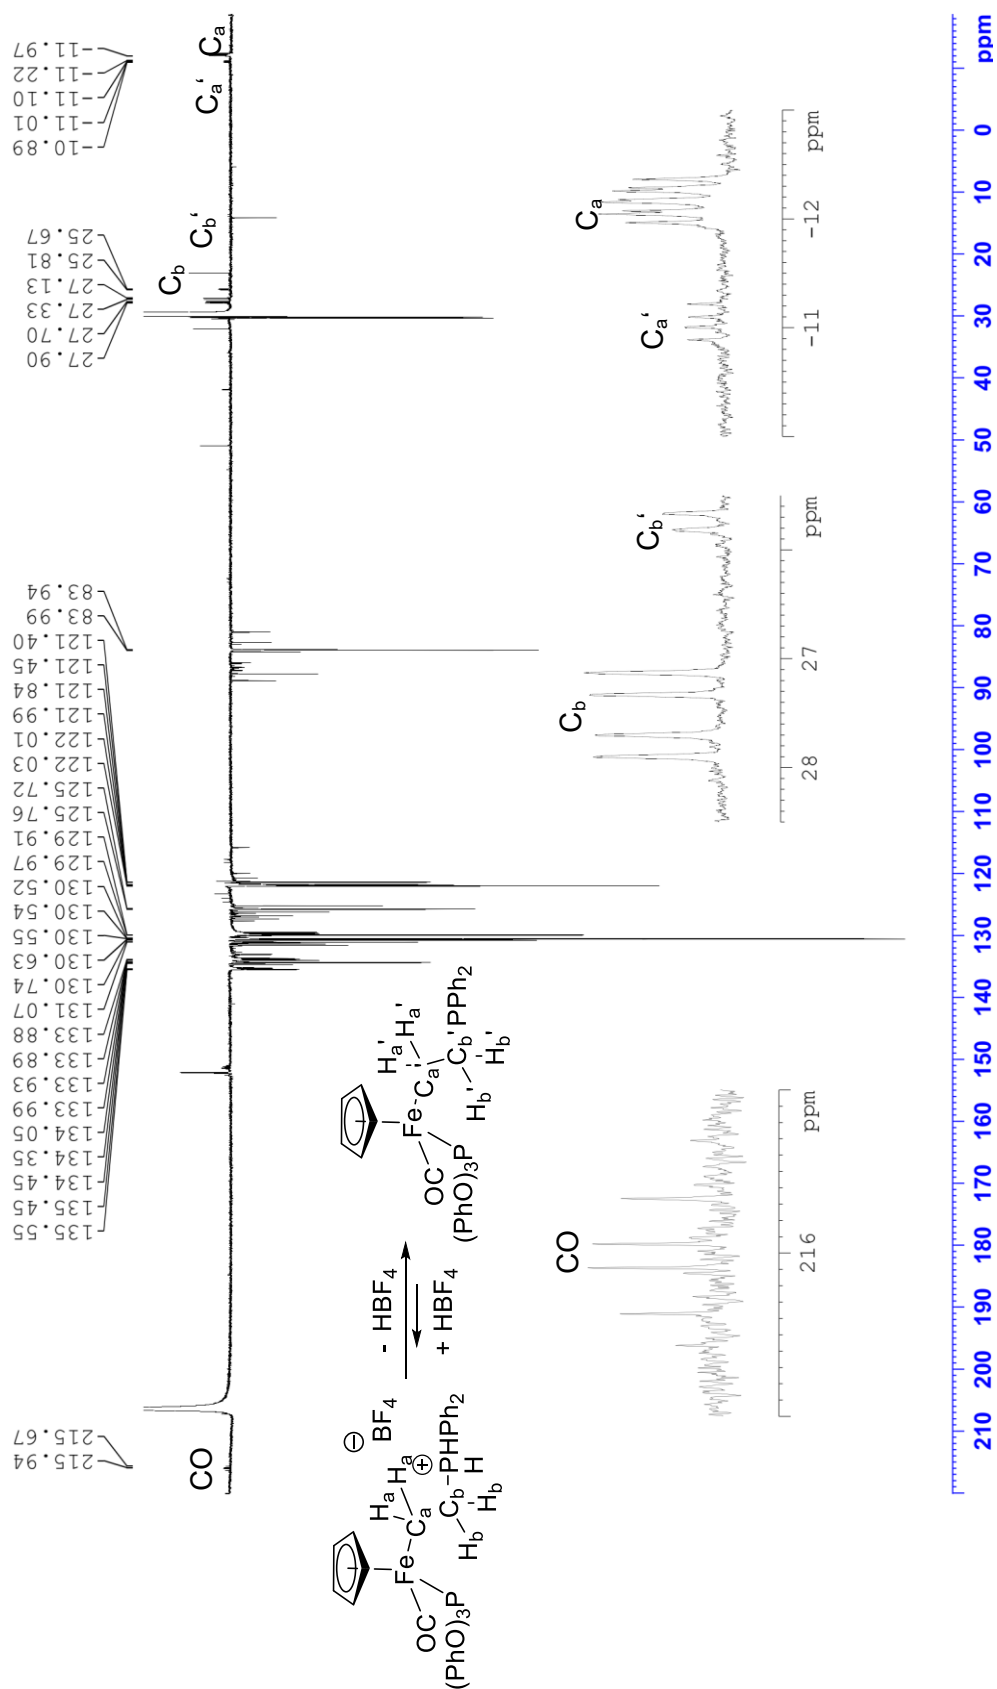 215.94
215.67
135.55
135.45
134.45
134.35
134.05
133.99
133.93
133.89
133.88
131.07
130.74
130.63
130.55
130.54
130.52
129.97
129.91
125.76
125.72
122.03
122.01
121.99
121.84
121.45
121.40
83.99
83.94
27.90
27.70
27.33
27.13
25.81
25.67
-10.89
-11.01
-11.10
-11.22
-11.97
CO
Cb
Cb'
Ca'
Ca
Fe
OC
(PhO)3P
Ca
Ha
Ha
Cb
PHPh2
H
Hb
Hb
⊕
⊖
BF4
- HBF4
+ HBF4
Fe
OC
(PhO)3P
Ca'
Ha'
Ha'
Cb'
PPh2
Hb'
Hb'
CO
216 ppm
Cb
Cb'
28 27 ppm
Ca'
Ca
-11 -12 ppm
210 200 190 180 170 160 150 140 130 120 110 100 90 80 70 60 50 40 30 20 10 0 ppm